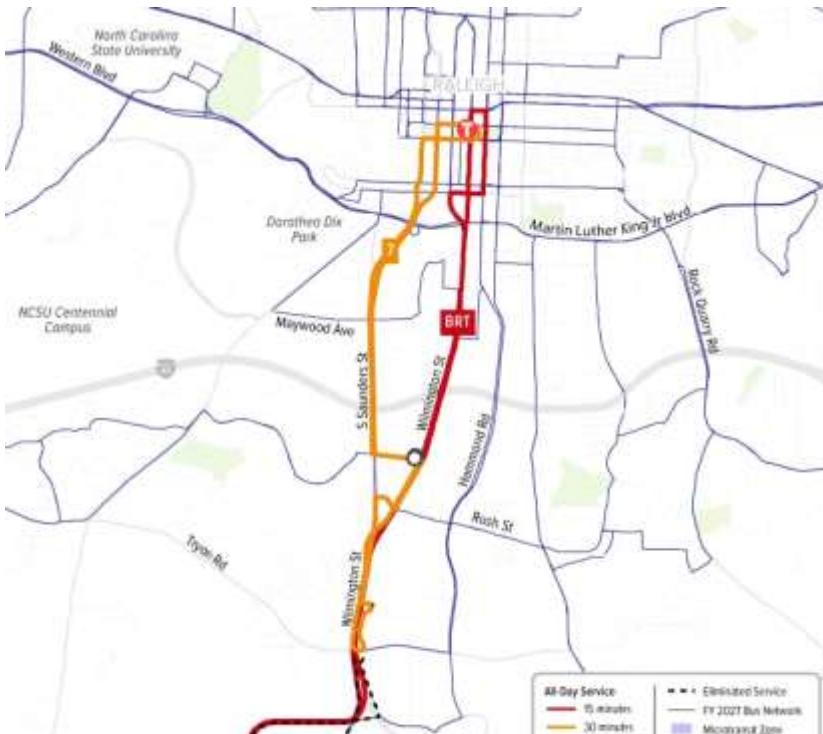 North Carolina
State University
Western Blvd
RALEIGH
T
Dorothea Dix
Park
Martin Luther King Jr Blvd
7
NCSU Centennial
Campus
Maywood Ave
BRT
Rock Quarry Rd
S Saunders St
Wilmington St
Hammond Rd
Rush St
Tryon Rd
Wilmington St
All-Day Service
15 minutes
30 minutes
Eliminated Service
FY 2027 Bus Network
Microtransit Zone